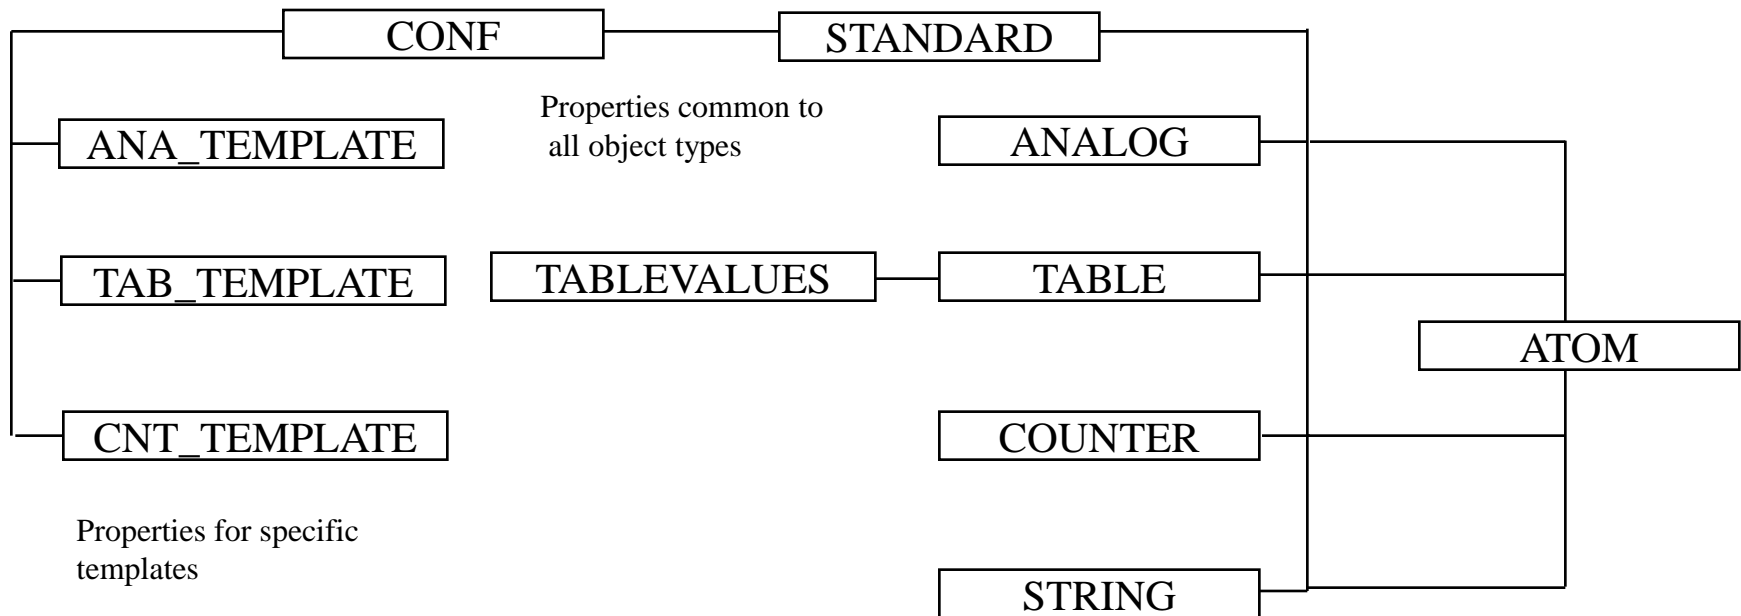 CONF
STANDARD
Properties common to
all object types
ANA_TEMPLATE
ANALOG
TAB_TEMPLATE
TABLEVALUES
TABLE
ATOM
CNT_TEMPLATE
COUNTER
Properties for specific
templates
STRING